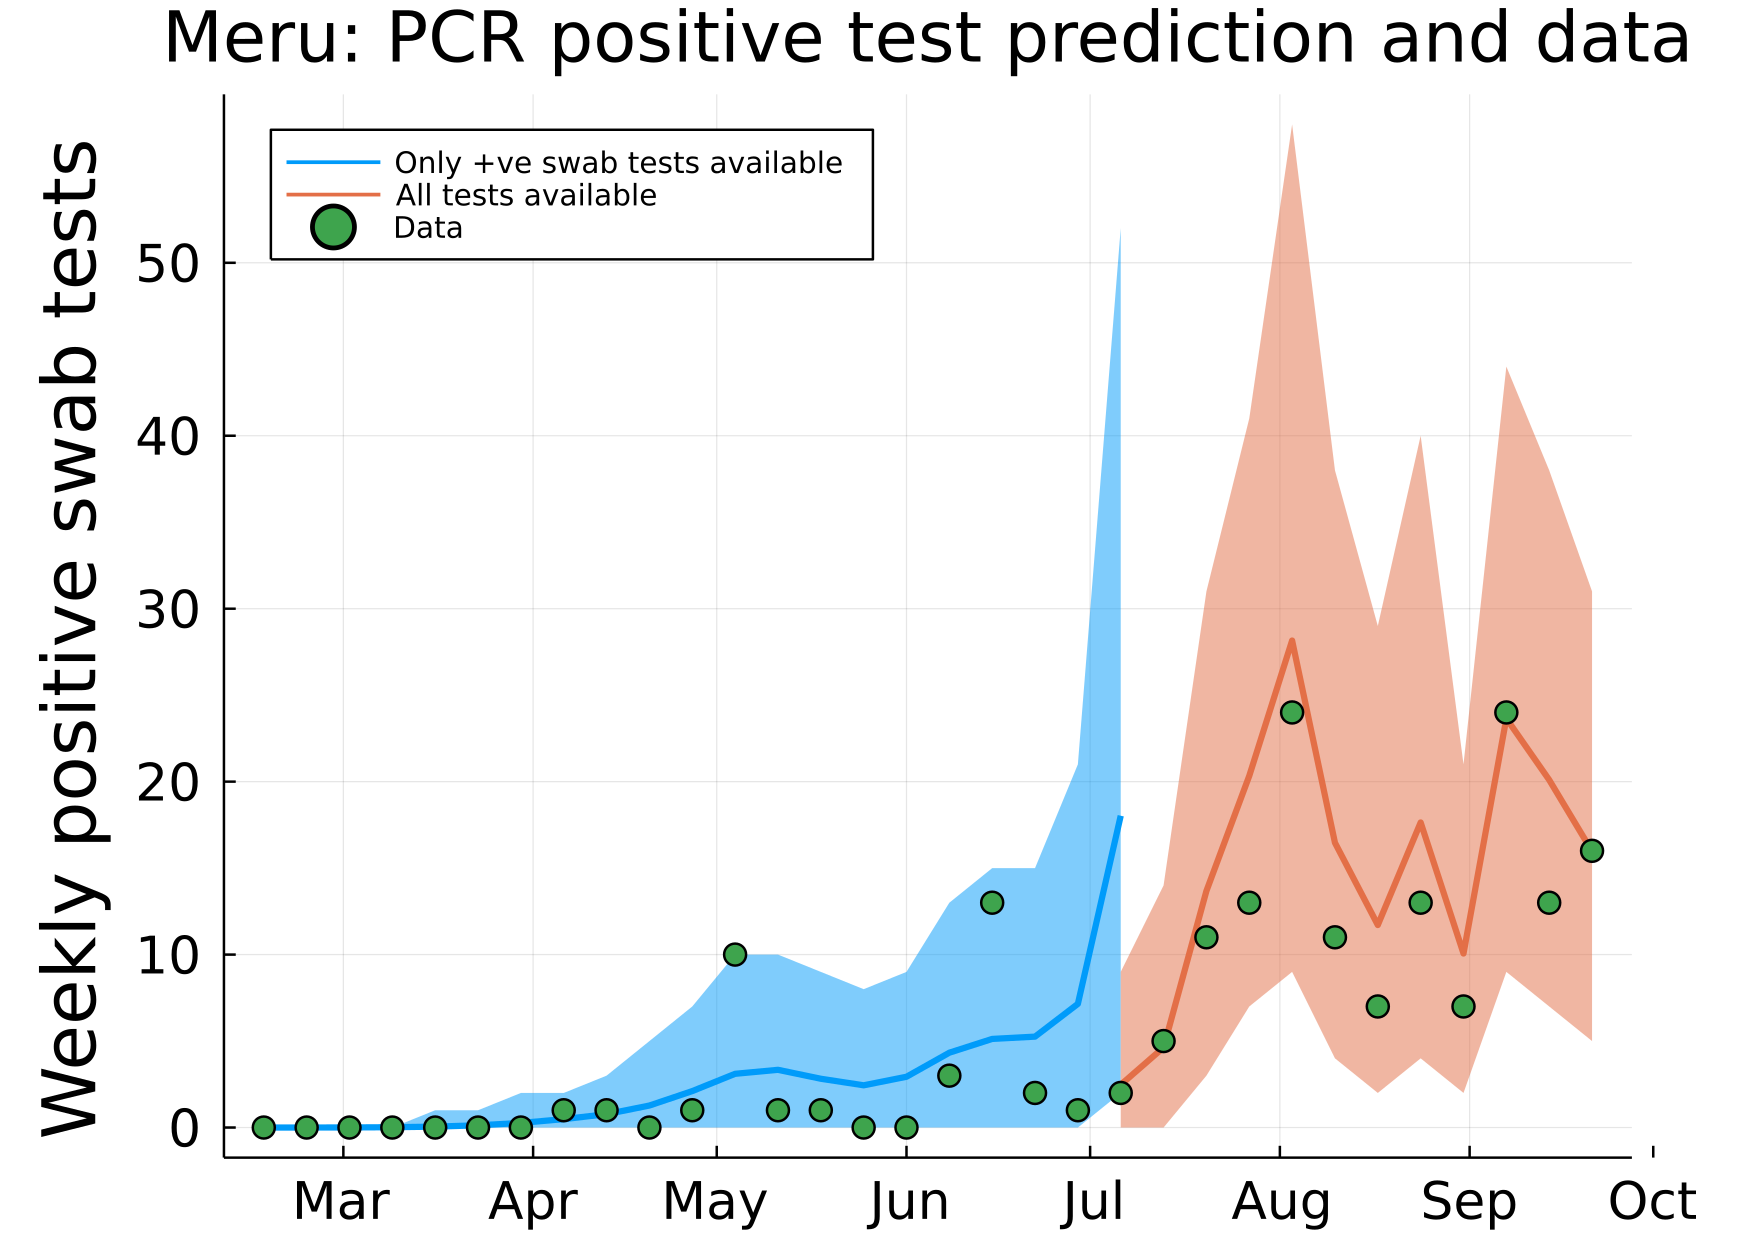 Meru: PCR positive test prediction and data
Weekly positive swab tests
Only +ve swab tests available
All tests available
Data
50
40
30
20
10
0
Mar Apr May Jun Jul Aug Sep Oct